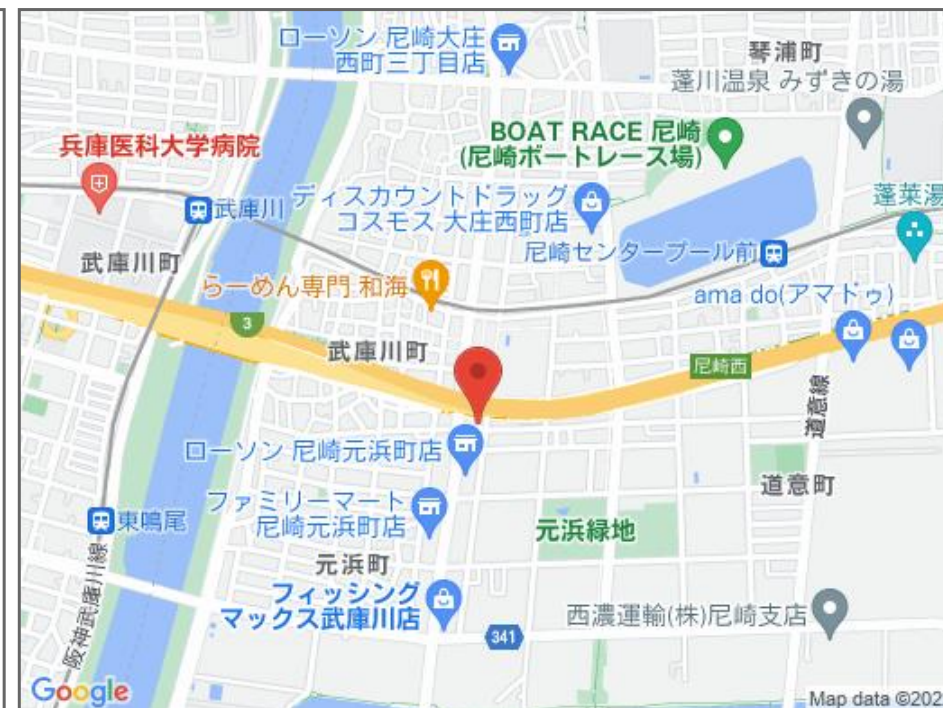 ローソン 尼崎大庄
西町三丁目店
琴浦町
蓬川温泉 みずきの湯
BOAT RACE 尼崎
(尼崎ボートレース場)
兵庫医科大学病院
武庫川
ディスカウントドラッグ
コスモス 大庄西町店
蓬莱湯
尼崎センタープール前
武庫川町
らーめん専門 和海
ama do(アマドゥ)
3
武庫川町
尼崎西
道意線
ローソン 尼崎元浜町店
道意町
ファミリーマート
尼崎元浜町店
東鳴尾
元浜緑地
元浜町
フィッシング
マックス武庫川店
西濃運輸(株)尼崎支店
341
阪神武庫川線
Google
Map data ©202